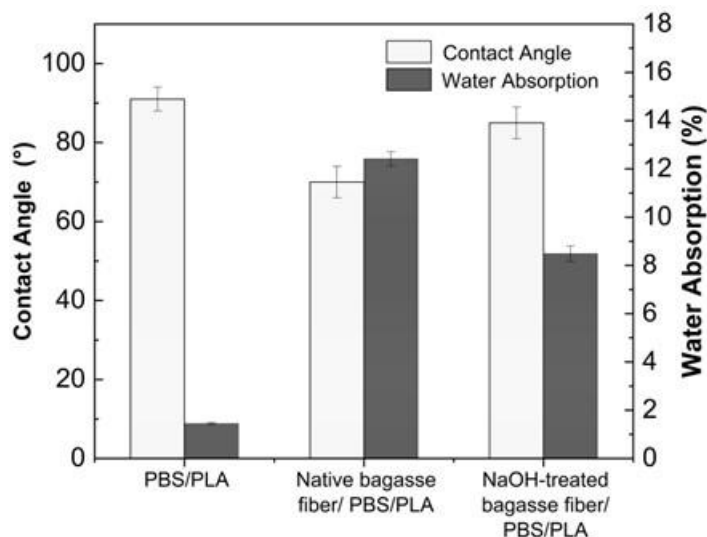 Contact Angle
Water Absorption
Contact Angle (°)
100
80
60
40
20
0
Water Absorption (%)
18
16
14
12
10
8
6
4
2
0
PBS/PLA
Native bagasse
fiber/ PBS/PLA
NaOH-treated
bagasse fiber/
PBS/PLA